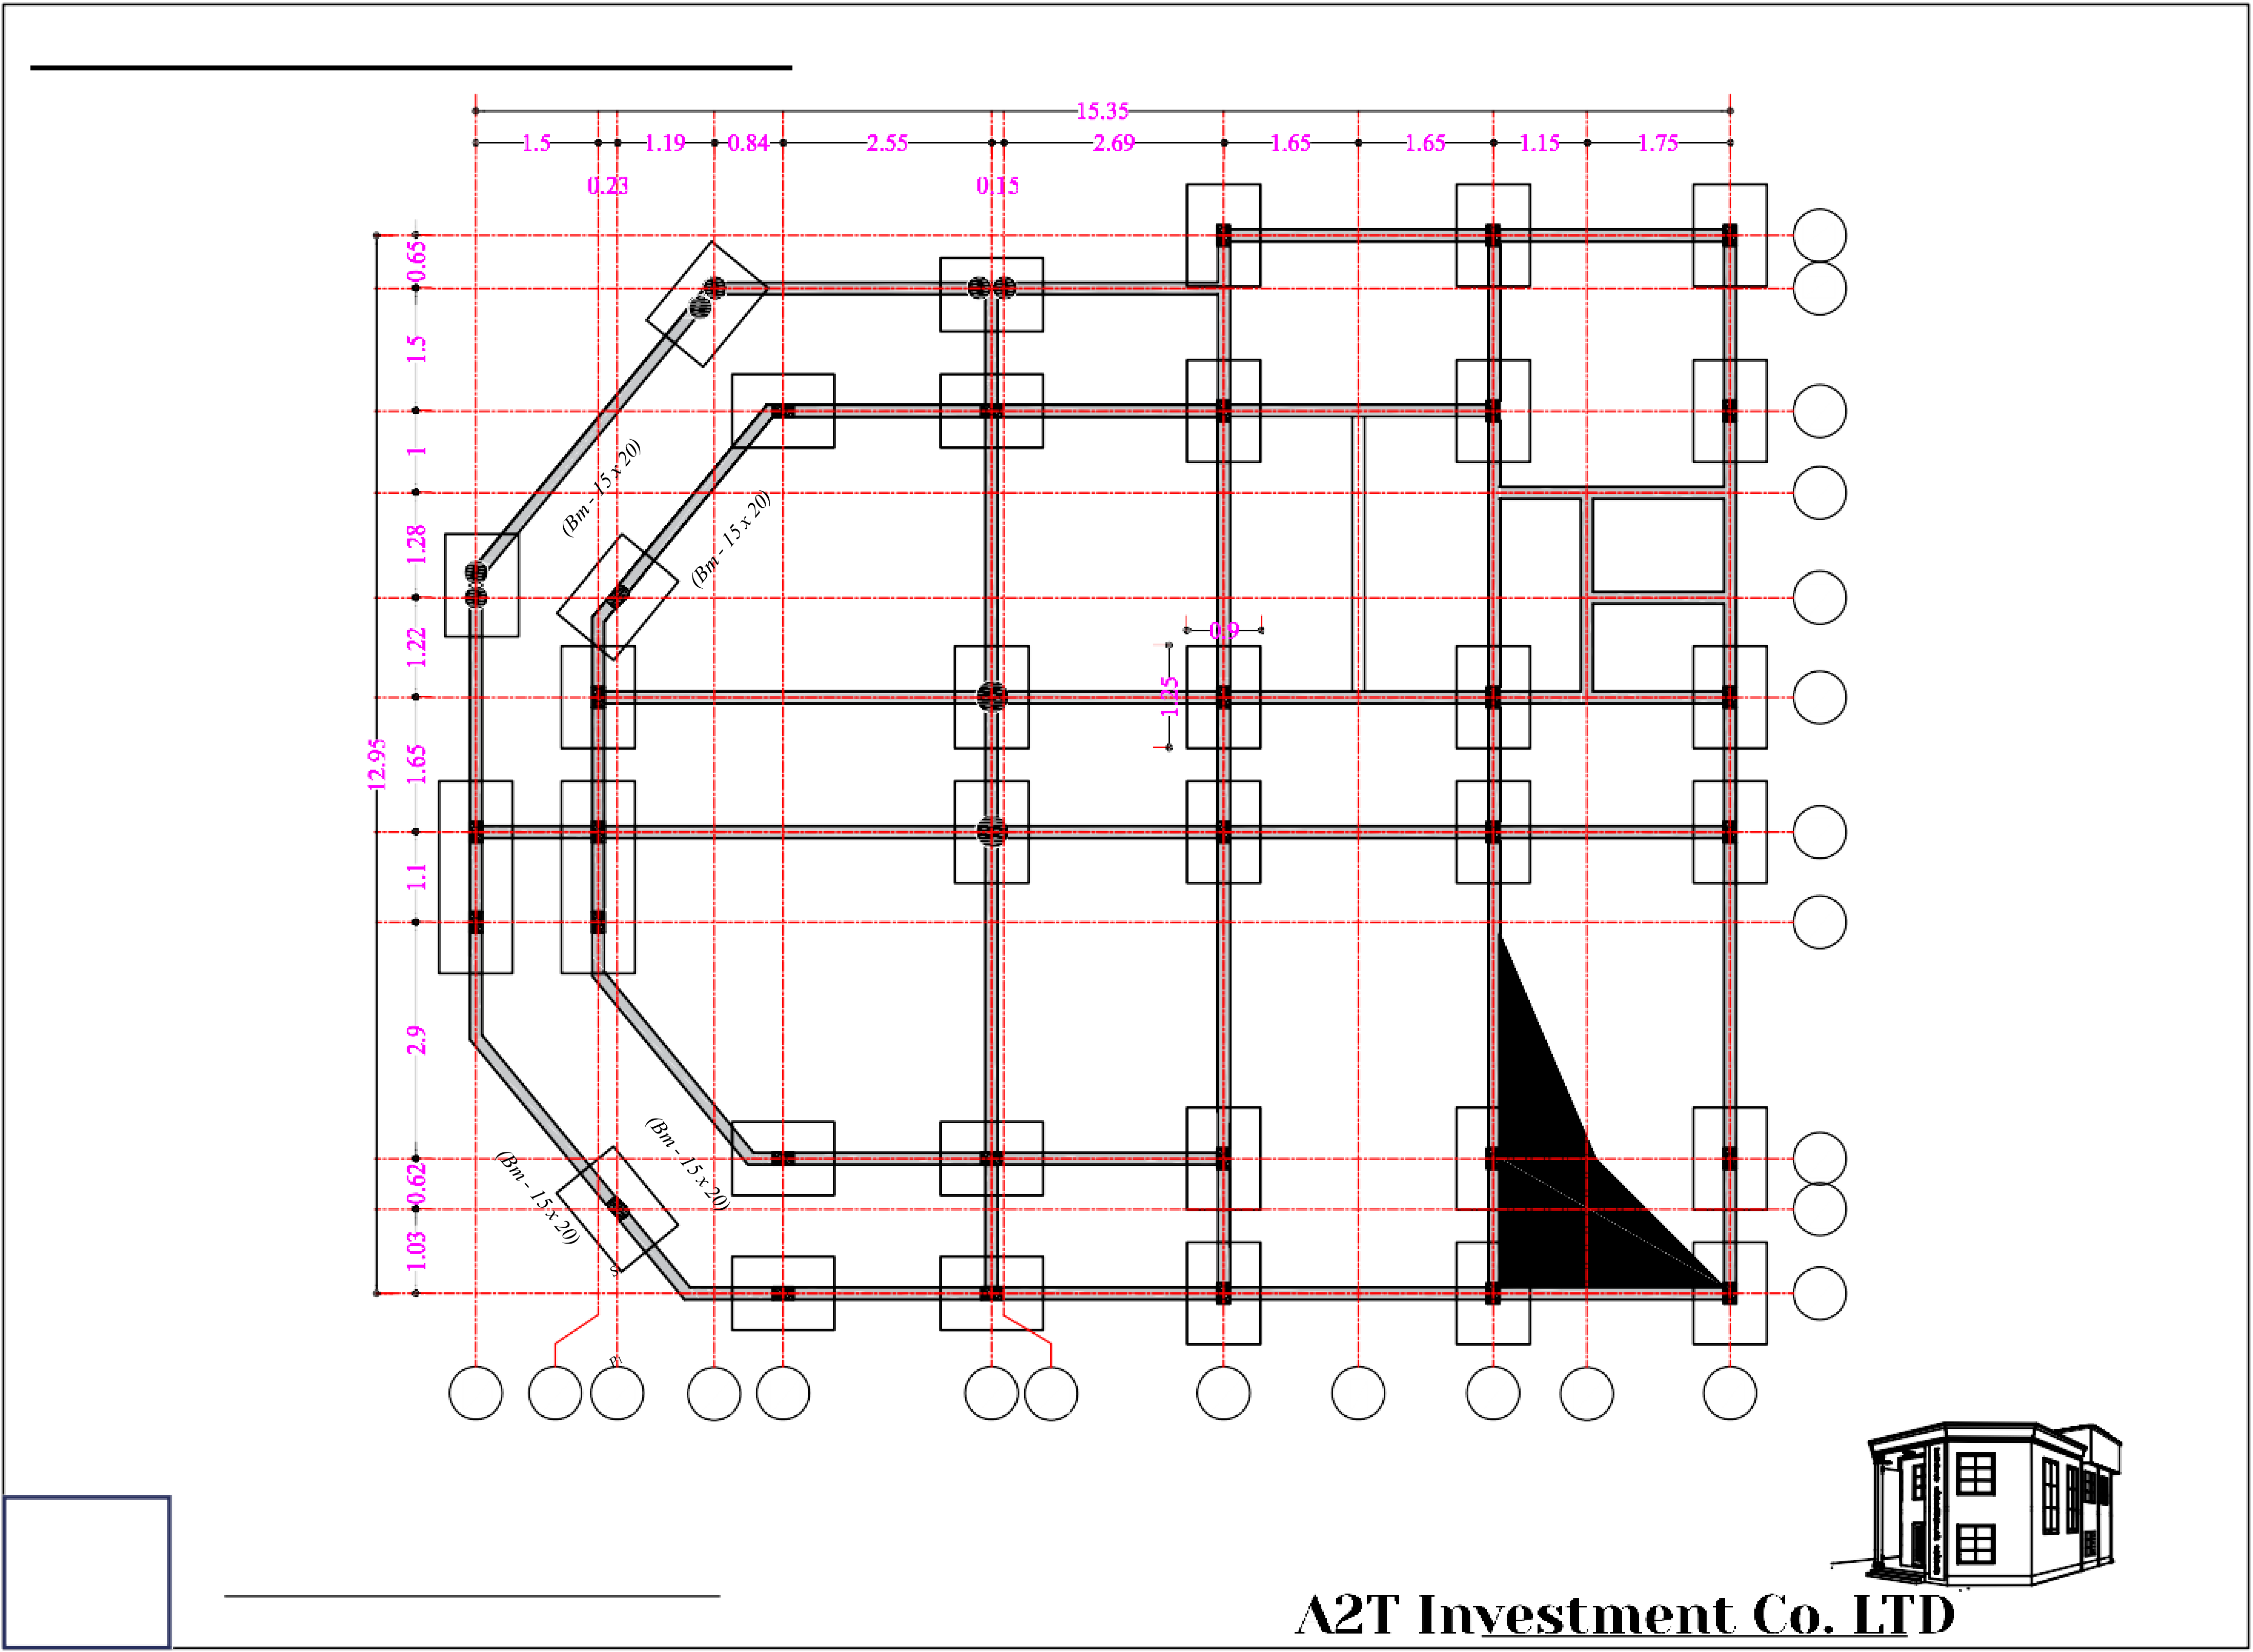 15.35
1.5 1.19 0.84 2.55 2.69 1.65 1.65 1.15 1.75
0.23 0.15
0.65
1.5
1
1.28
1.22
1.65
1.1
2.9
0.62
1.03
12.95
(Bm - 15 x 20)
(Bm - 15 x 20)
0.9
1.25
(Bm - 15 x 20)
(Bm - 15 x 20)
A2T Investment Co. LTD